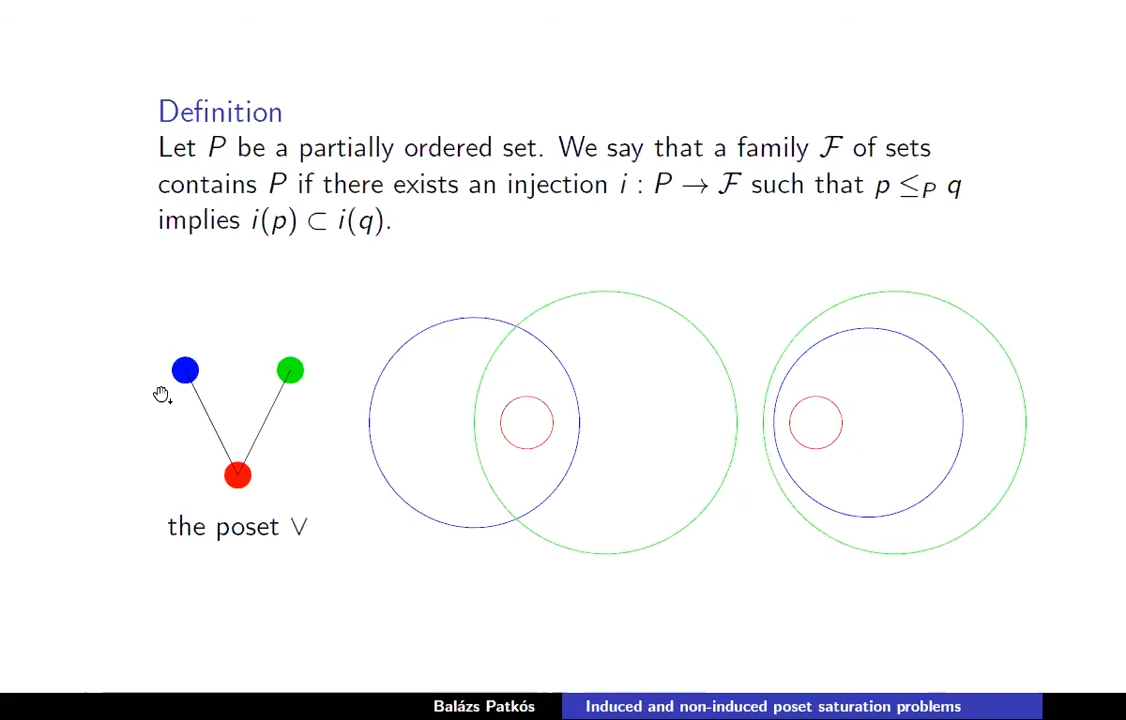 Definition
Let P be a partially ordered set. We say that a family ℱ of sets
contains P if there exists an injection i : P → ℱ such that p ≤_P q
implies i(p) ⊂ i(q).
the poset ∨
Balázs Patkós
Induced and non-induced poset saturation problems